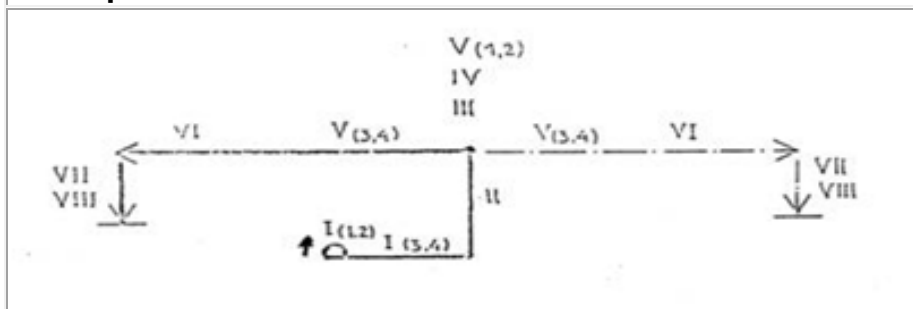 V (1,2)
IV
III
VI V (3,4) V (3,4) VI
VII
VIII
II
VII
VIII
I (1,2) I (3,4)